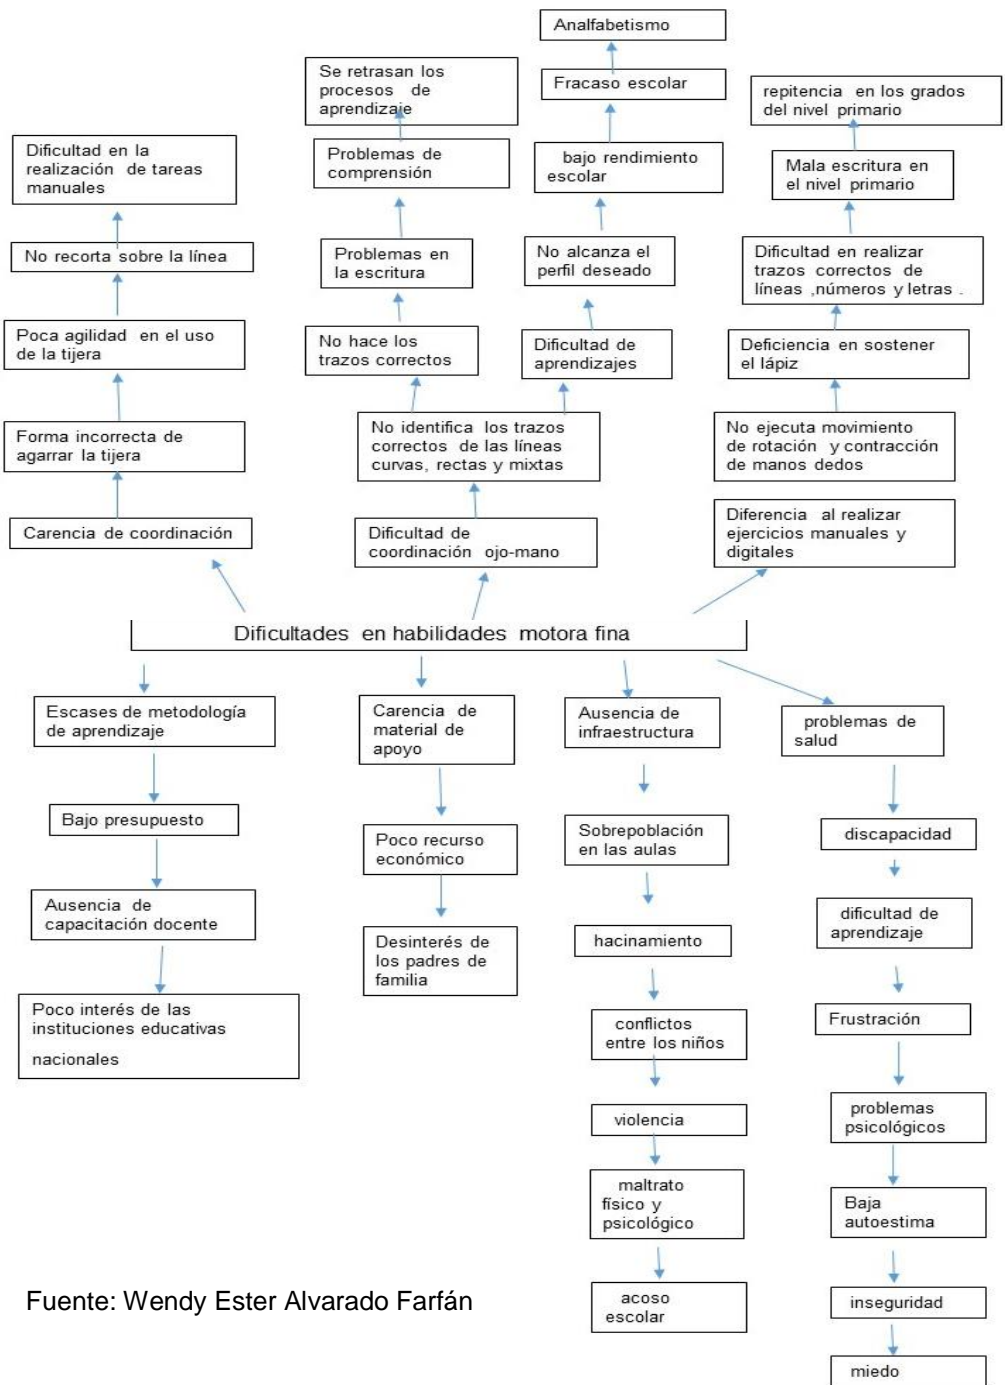 Analfabetismo
Se retrasan los
procesos de
aprendizaje
Fracaso escolar
repitencia en los grados
del nivel primario
Dificultad en la
realización de tareas
manuales
Problemas de
comprensión
bajo rendimiento
escolar
Mala escritura en
el nivel primario
No recorta sobre la línea
Problemas en
la escritura
No alcanza el
perfil deseado
Dificultad en realizar
trazos correctos de
líneas ,números y letras .
Poca agilidad en el uso
de la tijera
No hace los
trazos correctos
Dificultad de
aprendizajes
Deficiencia en sostener
el lápiz
Forma incorrecta de
agarrar la tijera
No identifica los trazos
correctos de las líneas
curvas, rectas y mixtas
No ejecuta movimiento
de rotación y contracción
de manos dedos
Carencia de coordinación
Dificultad de
coordinación ojo-mano
Diferencia al realizar
ejercicios manuales y
digitales
Dificultades en habilidades motora fina
Escases de metodología
de aprendizaje
Carencia de
material de
apoyo
Ausencia de
infraestructura
problemas de
salud
Bajo presupuesto
Poco recurso
económico
Sobrepoblación
en las aulas
discapacidad
Ausencia de
capacitación docente
Desinterés de
los padres de
familia
hacinamiento
dificultad de
aprendizaje
Poco interés de las
instituciones educativas
nacionales
conflictos
entre los niños
Frustración
violencia
problemas
psicológicos
maltrato
físico y
psicológico
Baja
autoestima
acoso
escolar
inseguridad
miedo
Fuente: Wendy Ester Alvarado Farfán